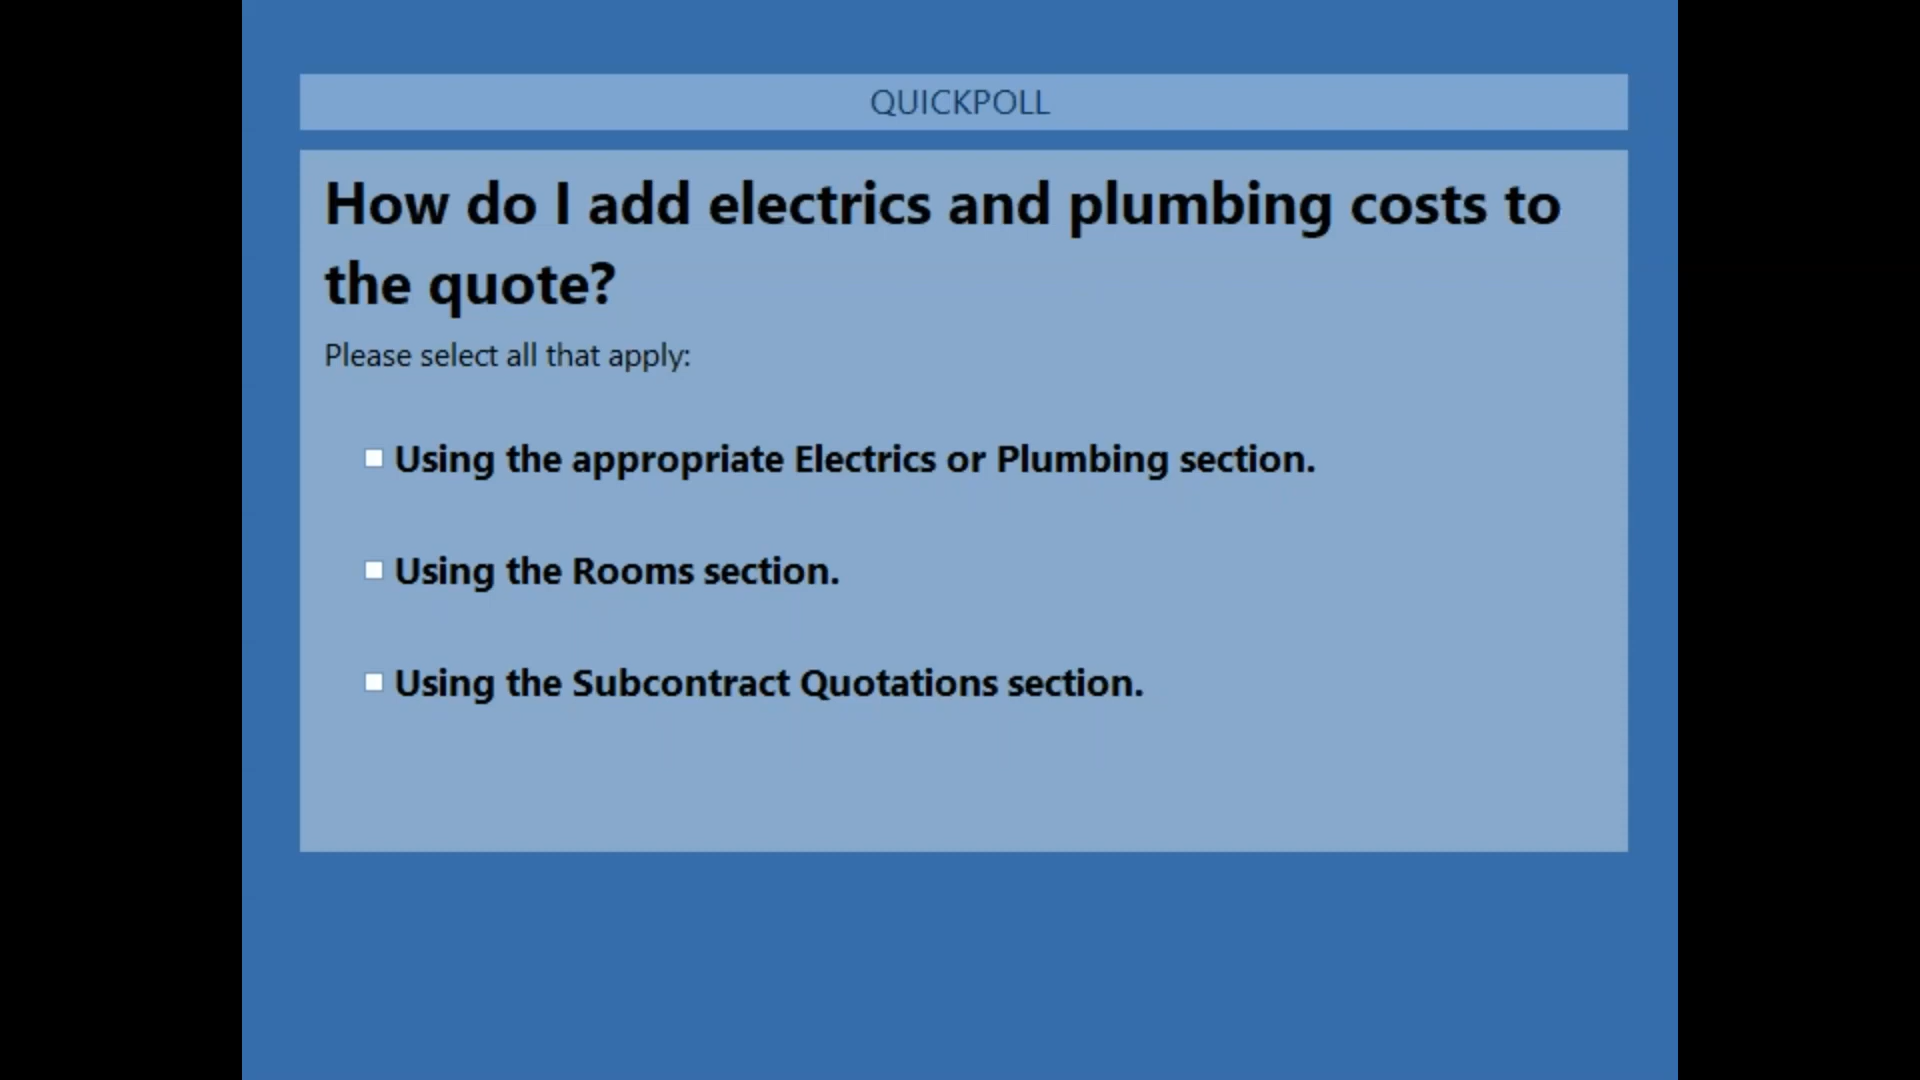 QUICKPOLL
How do I add electrics and plumbing costs to
the quote?
Please select all that apply:
Using the appropriate Electrics or Plumbing section.
Using the Rooms section.
Using the Subcontract Quotations section.